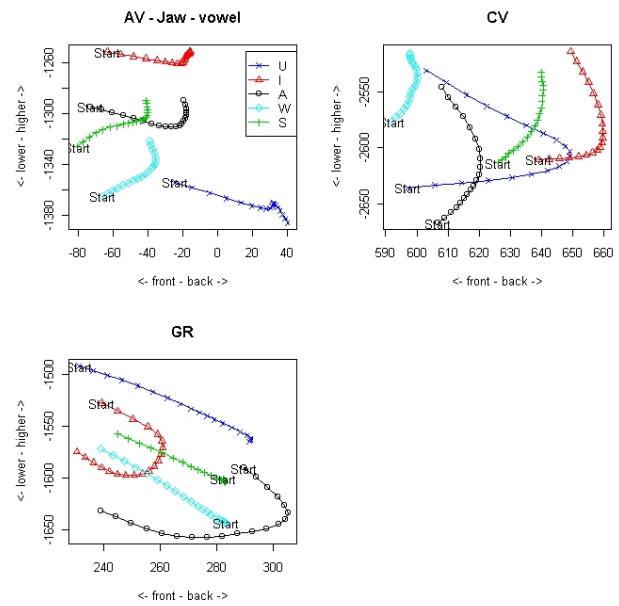 AV - Jaw - vowel
-1260
-1300
-1340
-1380
<- lower - higher ->
Start
Start
Start
Start
Start
U
I
A
W
S
-80 -60 -40 -20 0 20 40
<- front - back ->
CV
-2550
-2600
-2650
<- lower - higher ->
Start
Start
Start
Start
Start
590 600 610 620 630 640 650 660
<- front - back ->
GR
-1500
-1550
-1600
-1650
<- lower - higher ->
Start
Start
Start
Start
Start
240 260 280 300
<- front - back ->